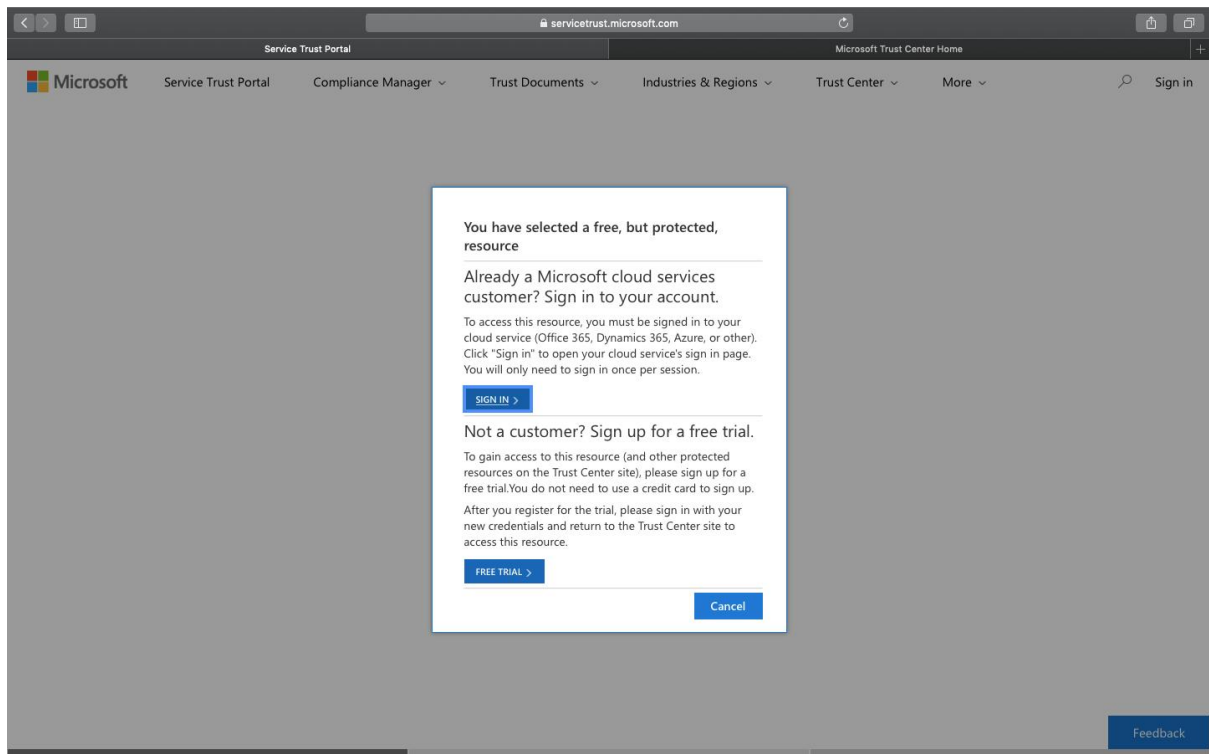 servicetrust.microsoft.com
Service Trust Portal
Microsoft Trust Center Home
Microsoft
Service Trust Portal
Compliance Manager
Trust Documents
Industries & Regions
Trust Center
More
Sign in
You have selected a free, but protected,
resource
Already a Microsoft cloud services
customer? Sign in to your account.
To access this resource, you must be signed in to your
cloud service (Office 365, Dynamics 365, Azure, or other).
Click "Sign in" to open your cloud service's sign in page.
You will only need to sign in once per session.
SIGN IN >
Not a customer? Sign up for a free trial.
To gain access to this resource (and other protected
resources on the Trust Center site), please sign up for a
free trial.You do not need to use a credit card to sign up.
After you register for the trial, please sign in with your
new credentials and return to the Trust Center site to
access this resource.
FREE TRIAL >
Cancel
Feedback